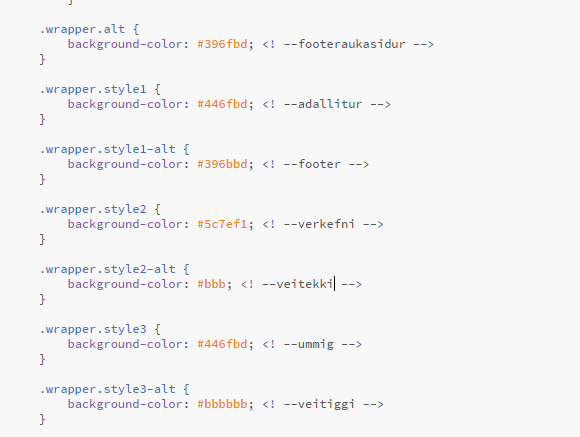 }
.wrapper.alt {
background-color: #396fbd; <! --footeraukasidur -->
}
.wrapper.style1 {
background-color: #446fbd; <! --adallitur -->
}
.wrapper.style1-alt {
background-color: #396bbd; <! --footer -->
}
.wrapper.style2 {
background-color: #5c7ef1; <! --verkefni -->
}
.wrapper.style2-alt {
background-color: #bbb; <! --veitekki -->
}
.wrapper.style3 {
background-color: #446fbd; <! --ummig -->
}
.wrapper.style3-alt {
background-color: #bbbbbb; <! --veitiggi -->
}